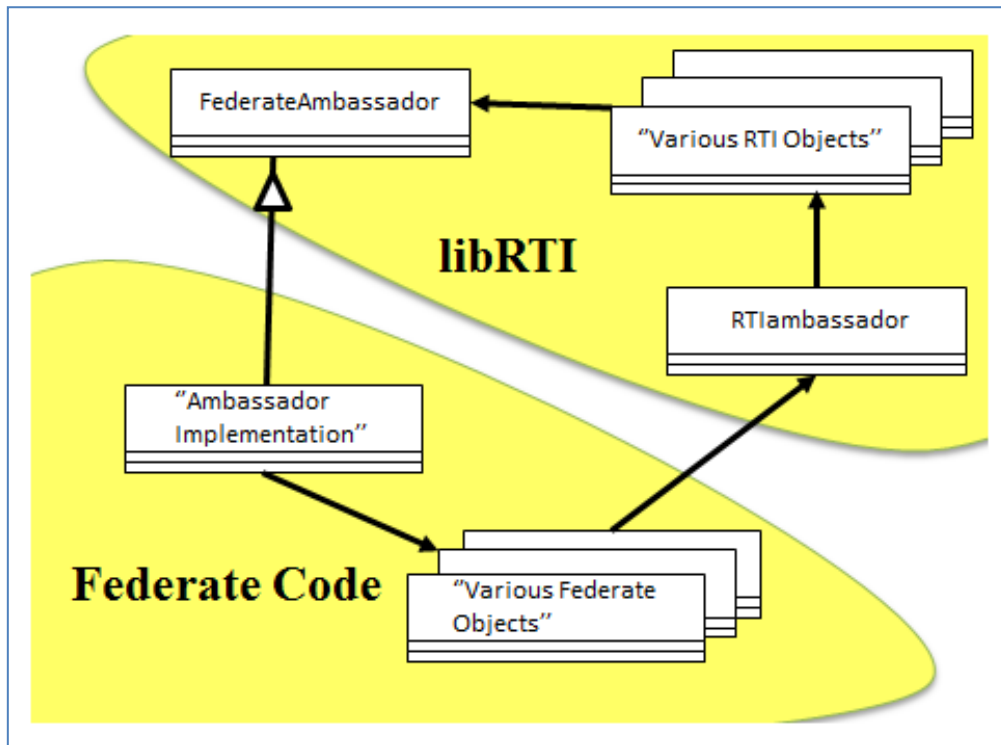 FederateAmbassador
“Various RTI Objects”
libRTI
RTIambassador
“Ambassador
Implementation”
Federate Code
“Various Federate
Objects”